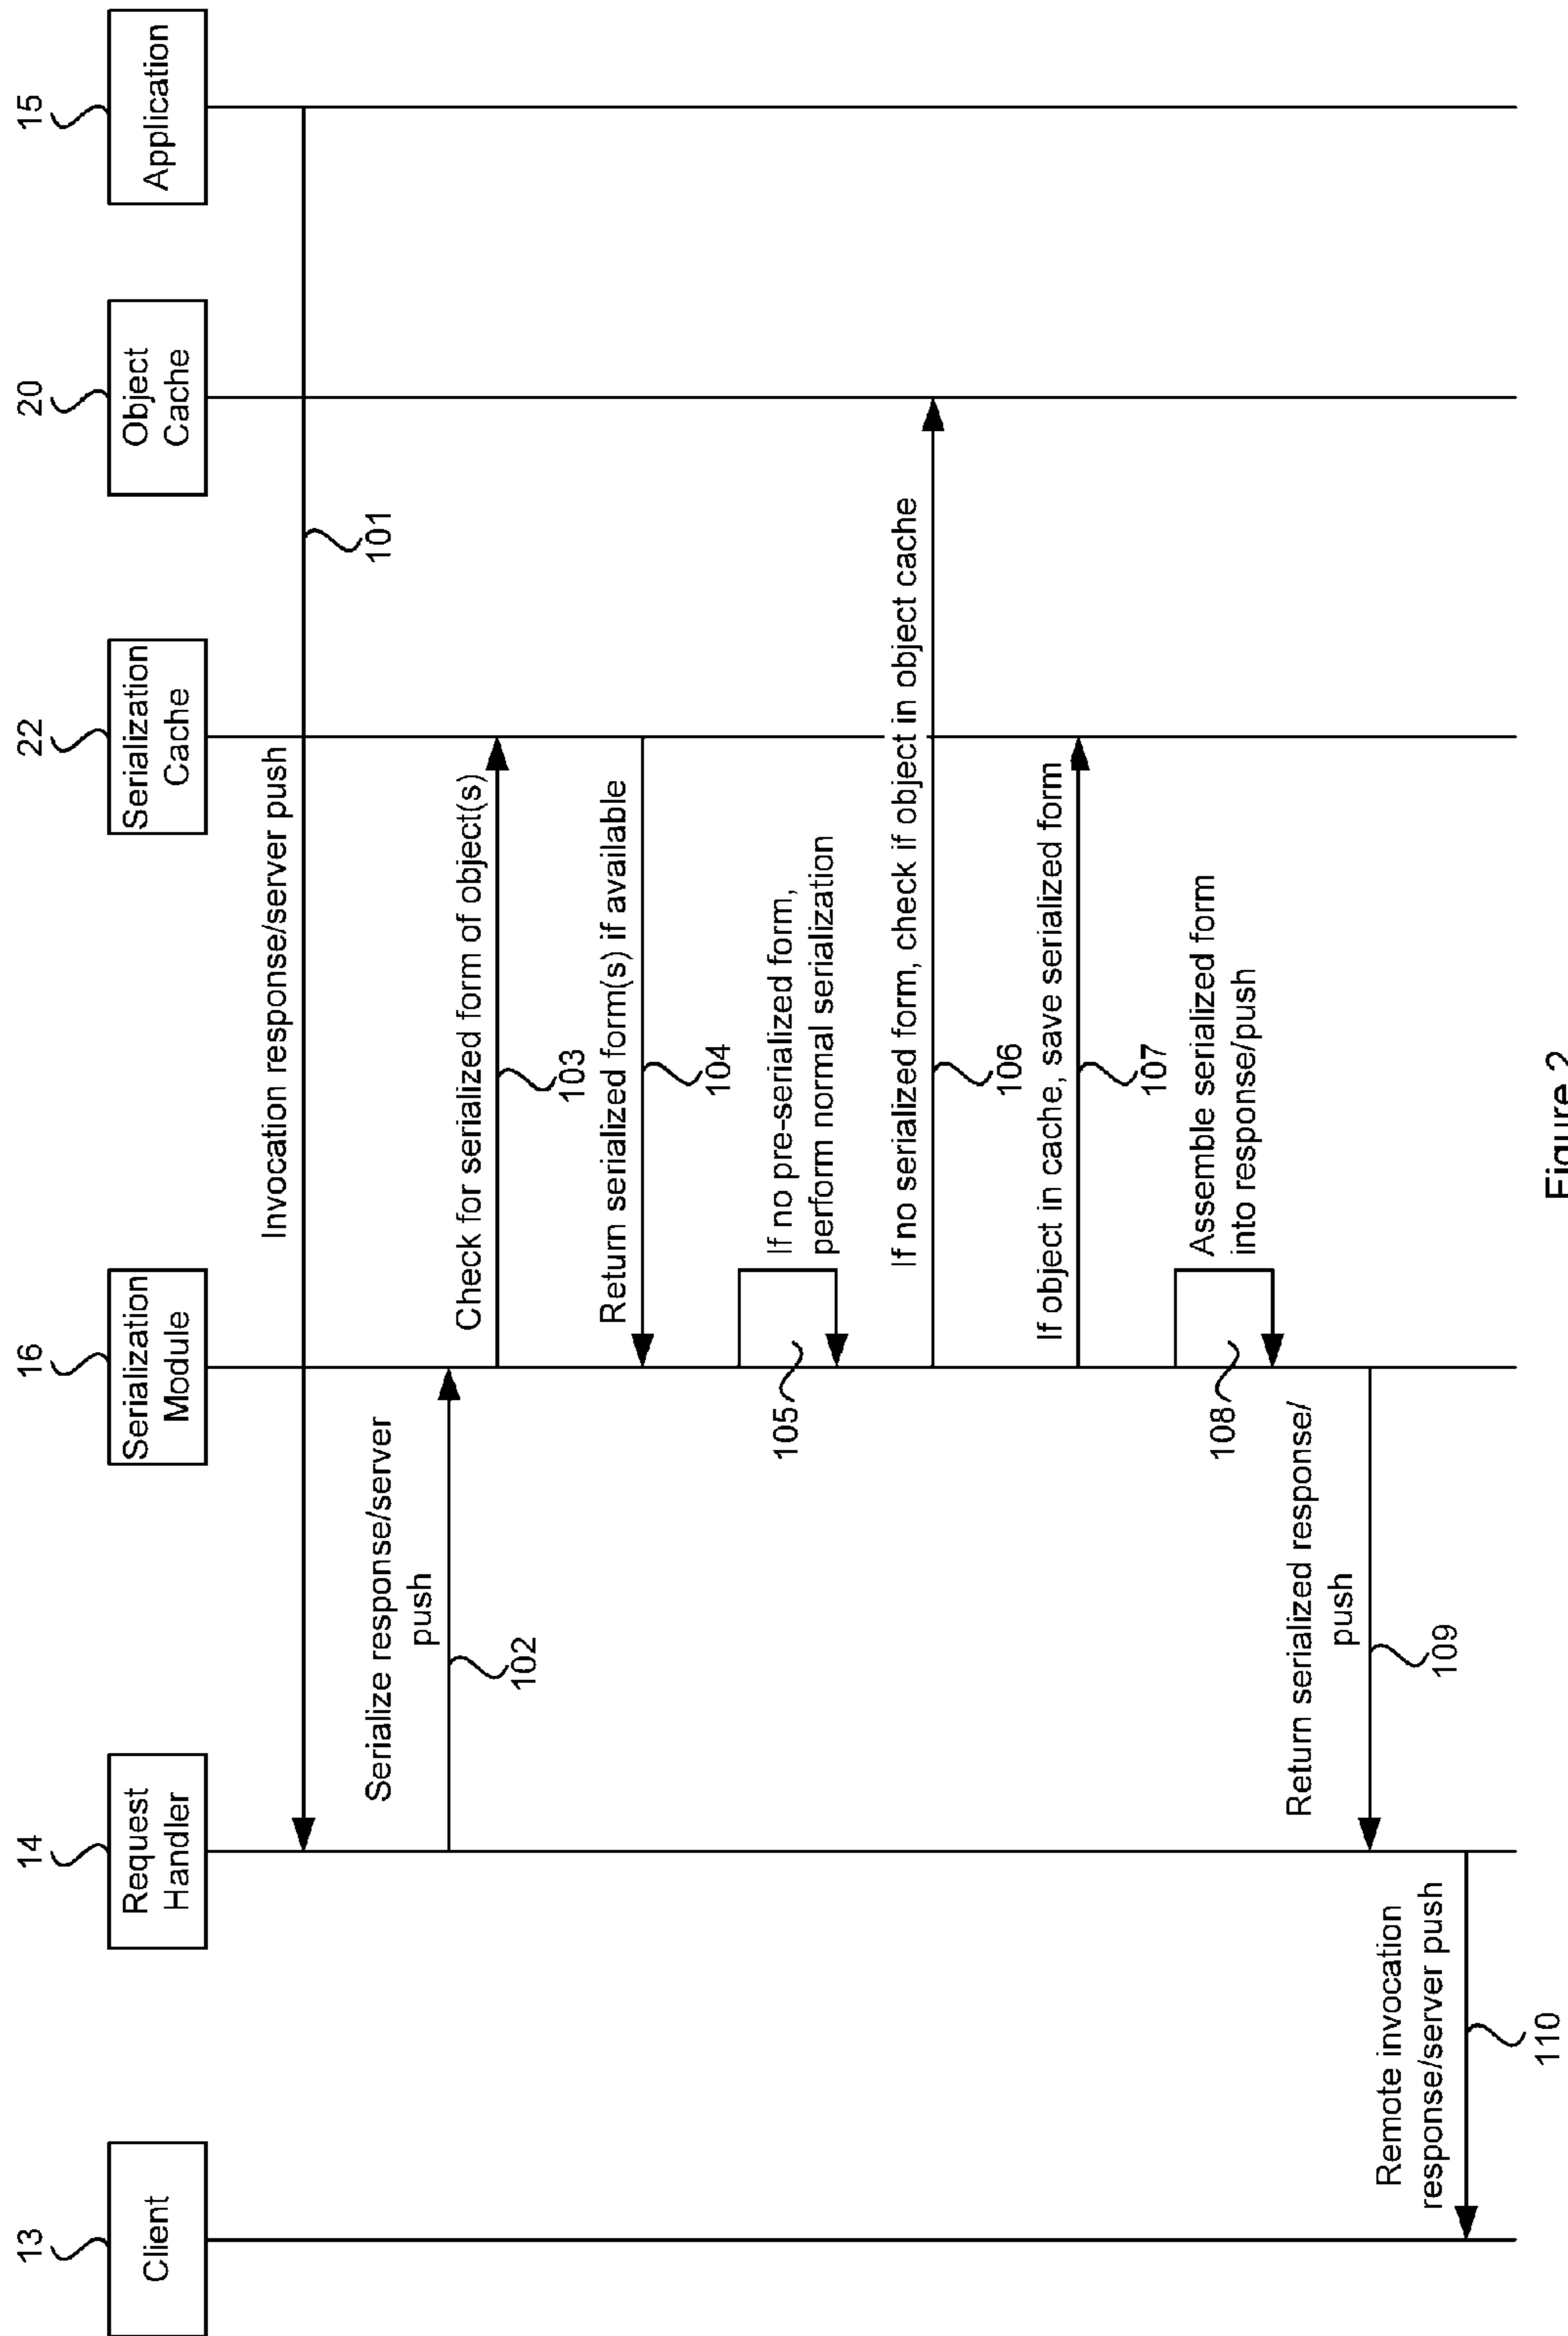 13
Client
14
Request
Handler
16
Serialization
Module
22
Serialization
Cache
20
Object
Cache
15
Application
Invocation response/server push
101
Serialize response/server
push
102
Check for serialized form of object(s)
103
Return serialized form(s) if available
104
If no pre-serialized form,
perform normal serialization
105
If no serialized form, check if object in object cache
106
If object in cache, save serialized form
107
Assemble serialized form
into response/push
108
Return serialized response/
push
109
Remote invocation
response/server push
110
Figure 2